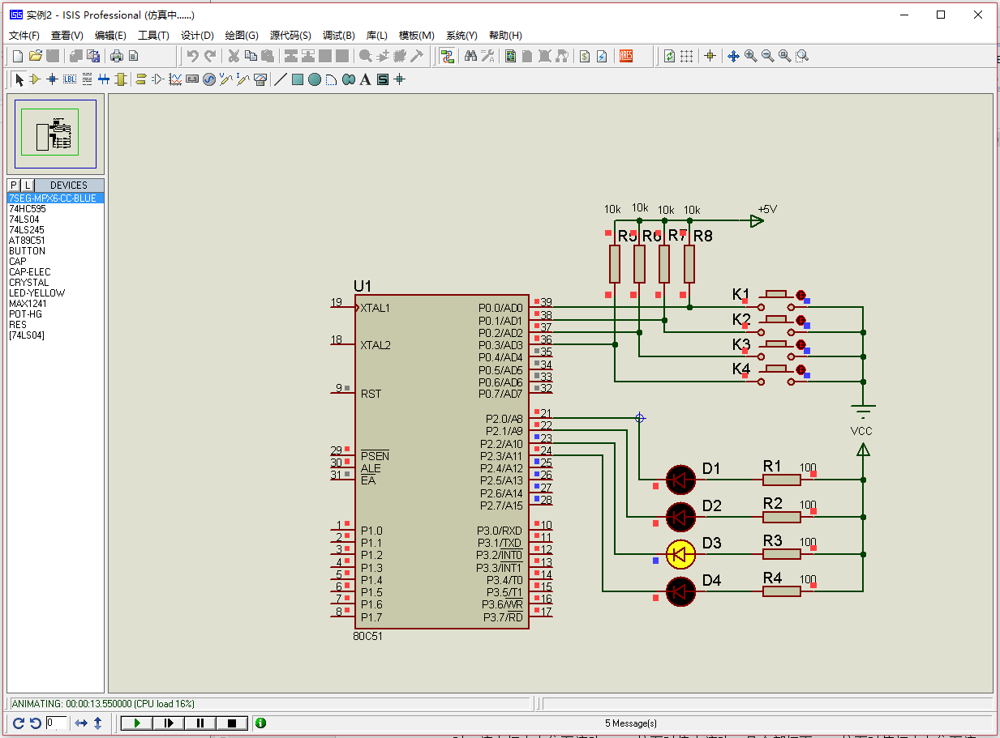 ISIS 实例2 - ISIS Professional (仿真中......)
文件(F) 查看(V) 编辑(E) 工具(T) 设计(D) 绘图(G) 源代码(S) 调试(B) 库(L) 模板(M) 系统(Y) 帮助(H)
ARES
LBL A S
P L DEVICES
7SEG-MPX6-CC-BLUE
74HC595
74LS04
74LS245
AT89C51
BUTTON
CAP
CAP-ELEC
CRYSTAL
LED-YELLOW
MAX1241
POT-HG
RES
[74LS04]
10k 10k 10k 10k +5V
R5 R6 R7 R8
U1
K1
K2
K3
K4
19 XTAL1
18 XTAL2
9 RST
29 PSEN
30 ALE
31 EA
1 P1.0
2 P1.1
3 P1.2
4 P1.3
5 P1.4
6 P1.5
7 P1.6
8 P1.7
P0.0/AD0 39
P0.1/AD1 38
P0.2/AD2 37
P0.3/AD3 36
P0.4/AD4 35
P0.5/AD5 34
P0.6/AD6 33
P0.7/AD7 32
P2.0/A8 21
P2.1/A9 22
P2.2/A10 23
P2.3/A11 24
P2.4/A12 25
P2.5/A13 26
P2.6/A14 27
P2.7/A15 28
P3.0/RXD 10
P3.1/TXD 11
P3.2/INT0 12
P3.3/INT1 13
P3.4/T0 14
P3.5/T1 15
P3.6/WR 16
P3.7/RD 17
80C51
VCC
D1 R1 100
D2 R2 100
D3 R3 100
D4 R4 100
ANIMATING: 00:00:13.550000 (CPU load 16%)
0 5 Message(s)